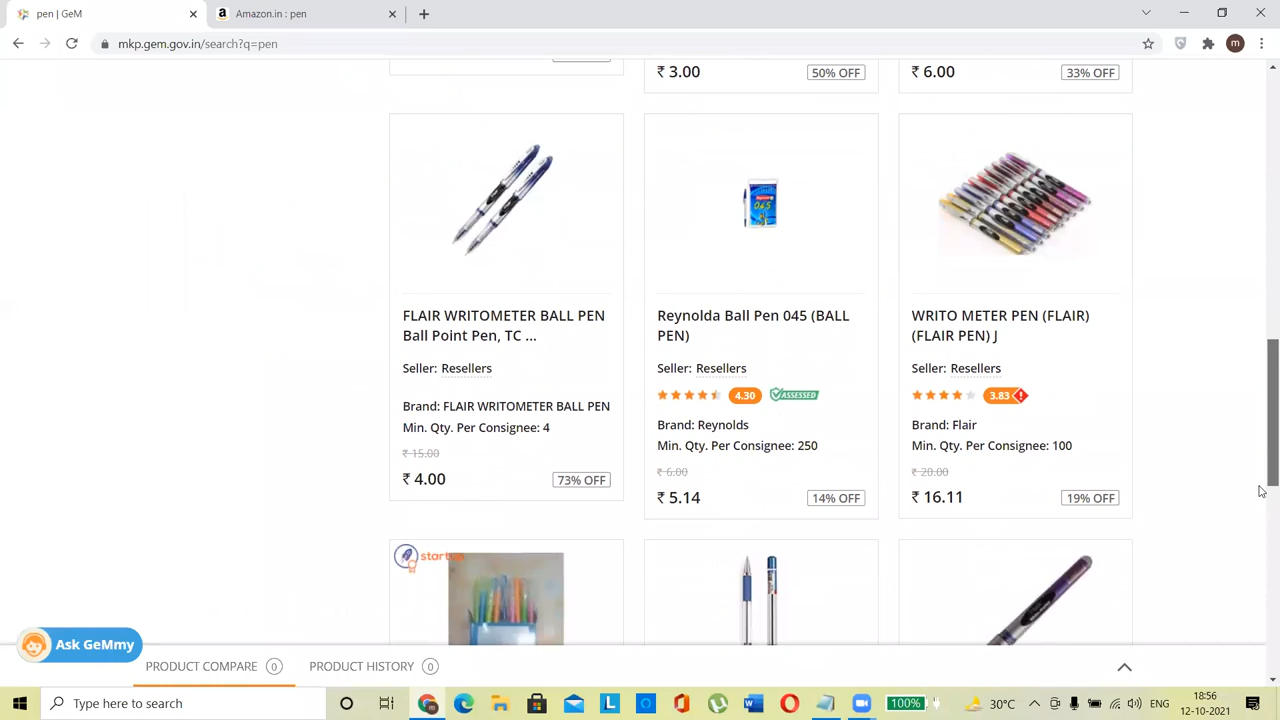 pen | GeM
Amazon.in : pen
mkp.gem.gov.in/search?q=pen
m
₹ 3.00
50% OFF
₹ 6.00
33% OFF
FLAIR WRITOMETER BALL PEN
Ball Point Pen, TC ...
Seller: Resellers
Brand: FLAIR WRITOMETER BALL PEN
Min. Qty. Per Consignee: 4
₹ 15.00
₹ 4.00
73% OFF
Reynolda Ball Pen 045 (BALL
PEN)
Seller: Resellers
4.30
ASSESSED
Brand: Reynolds
Min. Qty. Per Consignee: 250
₹ 6.00
₹ 5.14
14% OFF
WRITO METER PEN (FLAIR)
(FLAIR PEN) J
Seller: Resellers
3.83
Brand: Flair
Min. Qty. Per Consignee: 100
₹ 20.00
₹ 16.11
19% OFF
Ask GeMmy
PRODUCT COMPARE 0
PRODUCT HISTORY 0
Type here to search
100%
30°C
ENG
18:56
12-10-2021